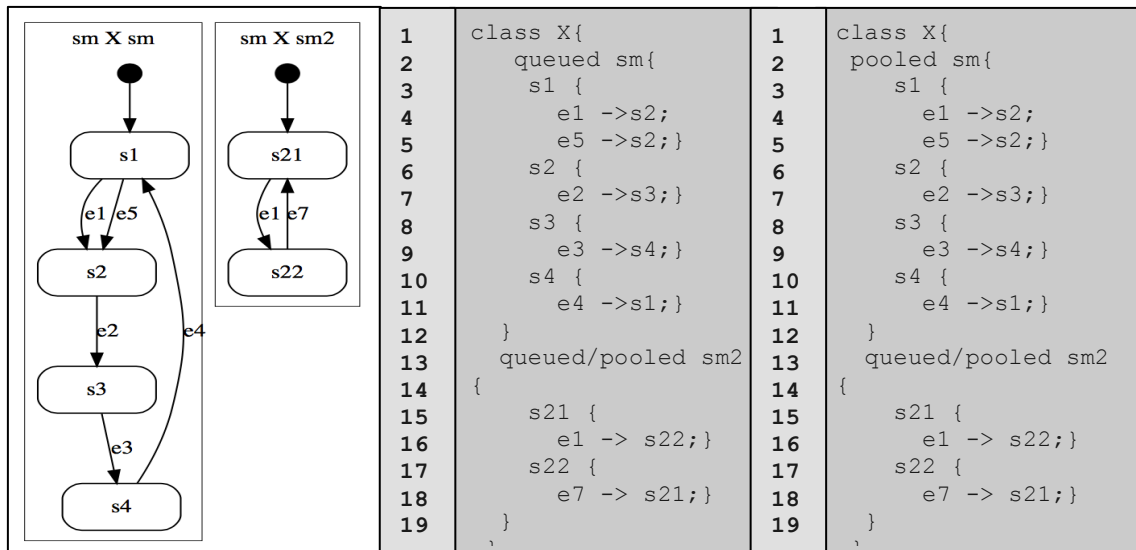 sm X sm
s1
e1
e5
s2
e2
e4
s3
e3
s4
sm X sm2
s21
e1
e7
s22
1 class X{
2 queued sm{
3 s1 {
4 e1 ->s2;
5 e5 ->s2;}
6 s2 {
7 e2 ->s3;}
8 s3 {
9 e3 ->s4;}
10 s4 {
11 e4 ->s1;}
12 }
13 queued/pooled sm2
14 {
15 s21 {
16 e1 -> s22;}
17 s22 {
18 e7 -> s21;}
19 }
}
1 class X{
2 pooled sm{
3 s1 {
4 e1 ->s2;
5 e5 ->s2;}
6 s2 {
7 e2 ->s3;}
8 s3 {
9 e3 ->s4;}
10 s4 {
11 e4 ->s1;}
12 }
13 queued/pooled sm2
14 {
15 s21 {
16 e1 -> s22;}
17 s22 {
18 e7 -> s21;}
19 }
}